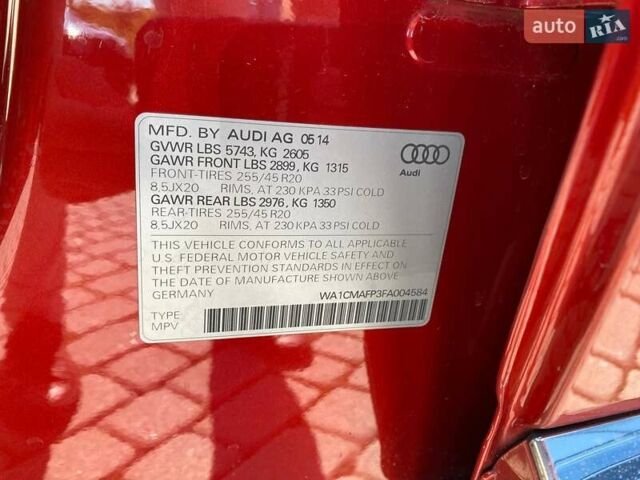 auto RIA.com
MFD. BY AUDI AG 0514
GVWR LBS 5743, KG 2605
GAWR FRONT LBS 2899, KG 1315
FRONT-TIRES 255/45 R20
8,5JX20 RIMS, AT 230 KPA 33 PSI COLD
GAWR REAR LBS 2976, KG 1350
REAR-TIRES 255/45 R20
8,5JX20 RIMS, AT 230 KPA 33 PSI COLD
Audi
THIS VEHICLE CONFORMS TO ALL APPLICABLE
U.S. FEDERAL MOTOR VEHICLE SAFETY AND
THEFT PREVENTION STANDARDS IN EFFECT ON
THE DATE OF MANUFACTURE SHOWN ABOVE.
GERMANY WA1CMAFP3FA004584
TYPE:
MPV